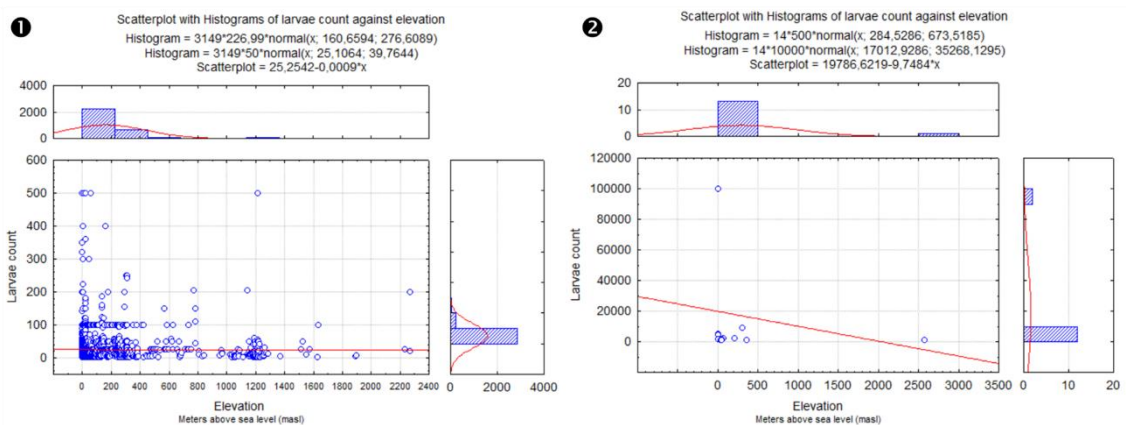 ❶
Scatterplot with Histograms of larvae count against elevation
Histogram = 3149*226,99*normal(x; 160,6594; 276,6089)
Histogram = 3149*50*normal(x; 25,1064; 39,7644)
Scatterplot = 25,2542-0,0009*x
4000
2000
0
600
500
400
300
200
100
0
Larvae count
0 200 400 600 800 1000 1200 1400 1600 1800 2000 2200 2400
0 2000 4000
Elevation
Meters above sea level (masl)
❷
Scatterplot with Histograms of larvae count against elevation
Histogram = 14*500*normal(x; 284,5286; 673,5185)
Histogram = 14*10000*normal(x; 17012,9286; 35268,1295)
Scatterplot = 19786,6219-9,7484*x
20
10
0
120000
100000
80000
60000
40000
20000
0
Larvae count
0 500 1000 1500 2000 2500 3000 3500
0 10 20
Elevation
Meters above sea level (masl)